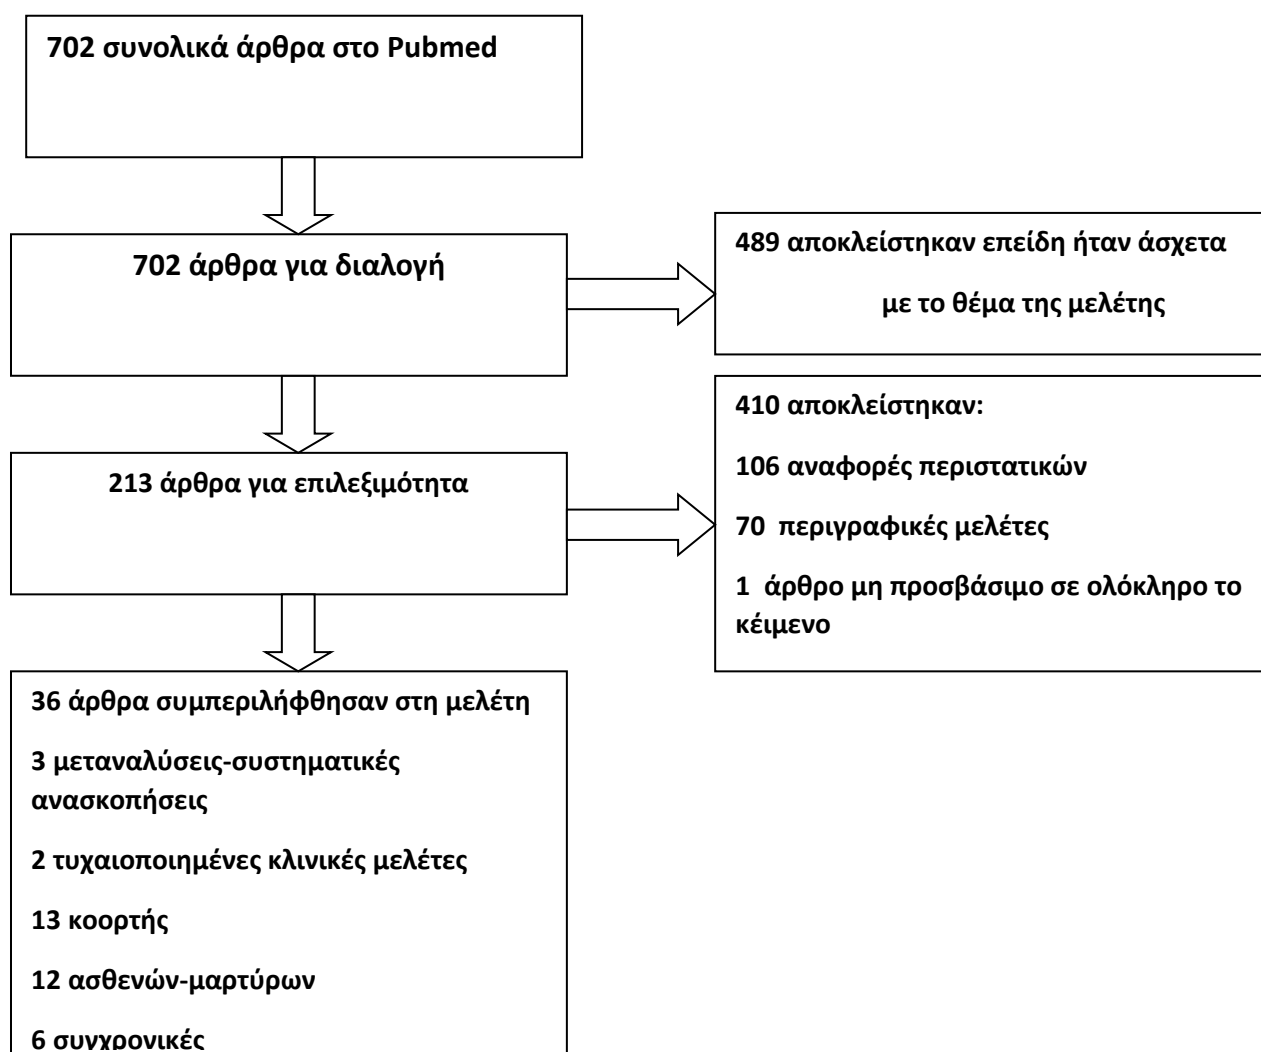 702 συνολικά άρθρα στο Pubmed
702 άρθρα για διαλογή
489 αποκλείστηκαν επείδη ήταν άσχετα
με το θέμα της μελέτης
213 άρθρα για επιλεξιμότητα
410 αποκλείστηκαν:
106 αναφορές περιστατικών
70 περιγραφικές μελέτες
1 άρθρο μη προσβάσιμο σε ολόκληρο το
κέιμενο
36 άρθρα συμπεριλήφθησαν στη μελέτη
3 μεταναλύσεις-συστηματικές
ανασκοπήσεις
2 τυχαιοποιημένες κλινικές μελέτες
13 κοορτής
12 ασθενών-μαρτύρων
6 συγχρονικές